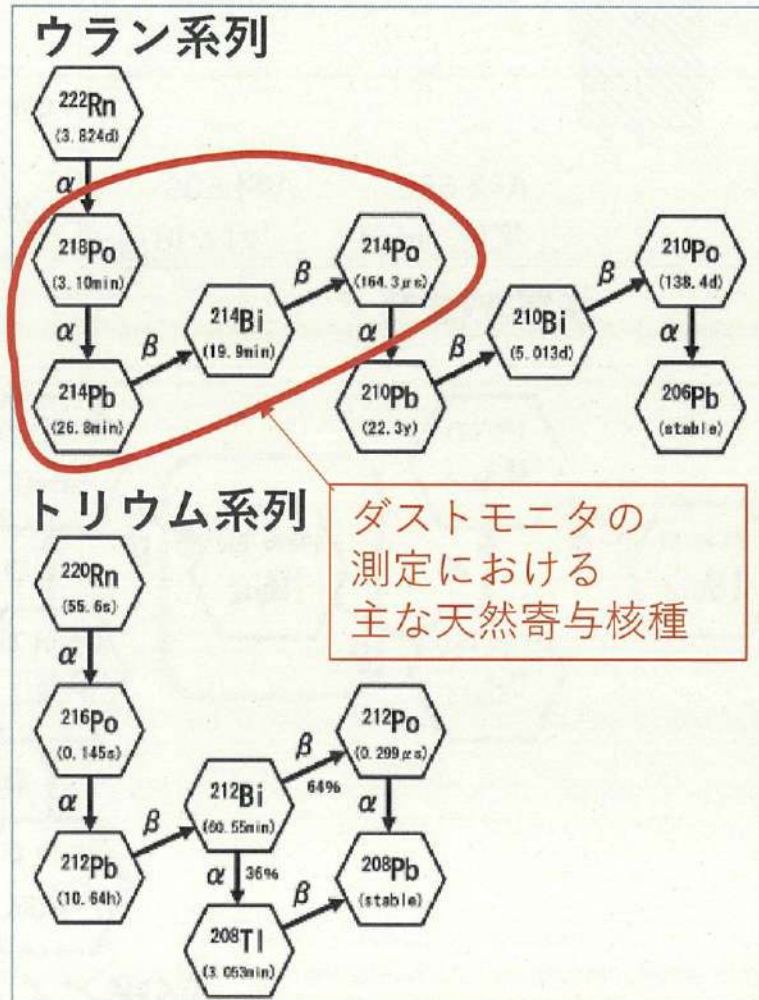 ウラン系列
²²²Rn
(3.824d)
α
²¹⁸Po
(3.10min)
α
²¹⁴Pb
(26.8min)
β
²¹⁴Bi
(19.9min)
β
²¹⁴Po
(164.3μs)
α
²¹⁰Pb
(22.3y)
β
²¹⁰Bi
(5.013d)
β
²¹⁰Po
(138.4d)
α
²⁰⁶Pb
(stable)
ダストモニタの
測定における
主な天然寄与核種
トリウム系列
²²⁰Rn
(55.6s)
α
²¹⁶Po
(0.145s)
α
²¹²Pb
(10.64h)
β
²¹²Bi
(60.55min)
β
64%
²¹²Po
(0.299μs)
α
²⁰⁸Pb
(stable)
α 36%
²⁰⁸Tl
(3.053min)
β